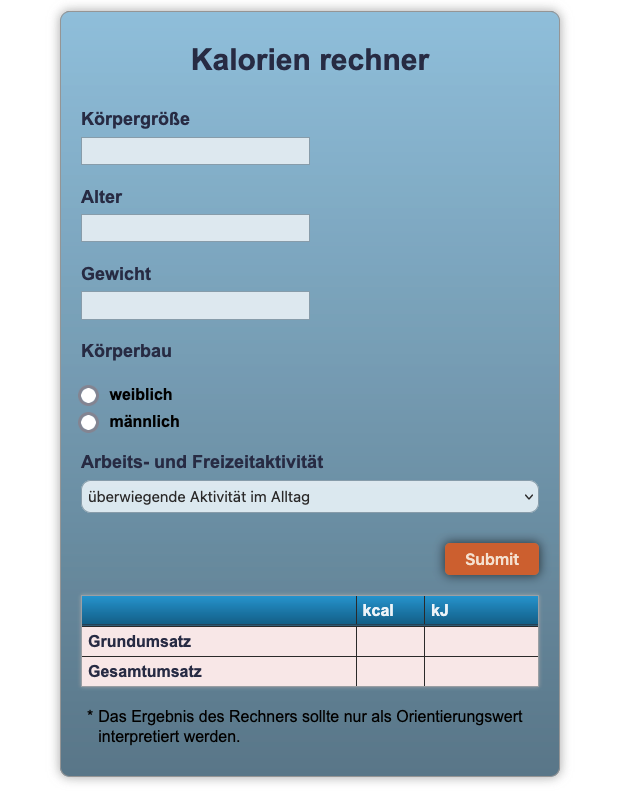 Kalorien rechner
Körpergröße
Alter
Gewicht
Körperbau
weiblich
männlich
Arbeits- und Freizeitaktivität
überwiegende Aktivität im Alltag
Submit
kcal kJ
Grundumsatz
Gesamtumsatz
* Das Ergebnis des Rechners sollte nur als Orientierungswert
interpretiert werden.